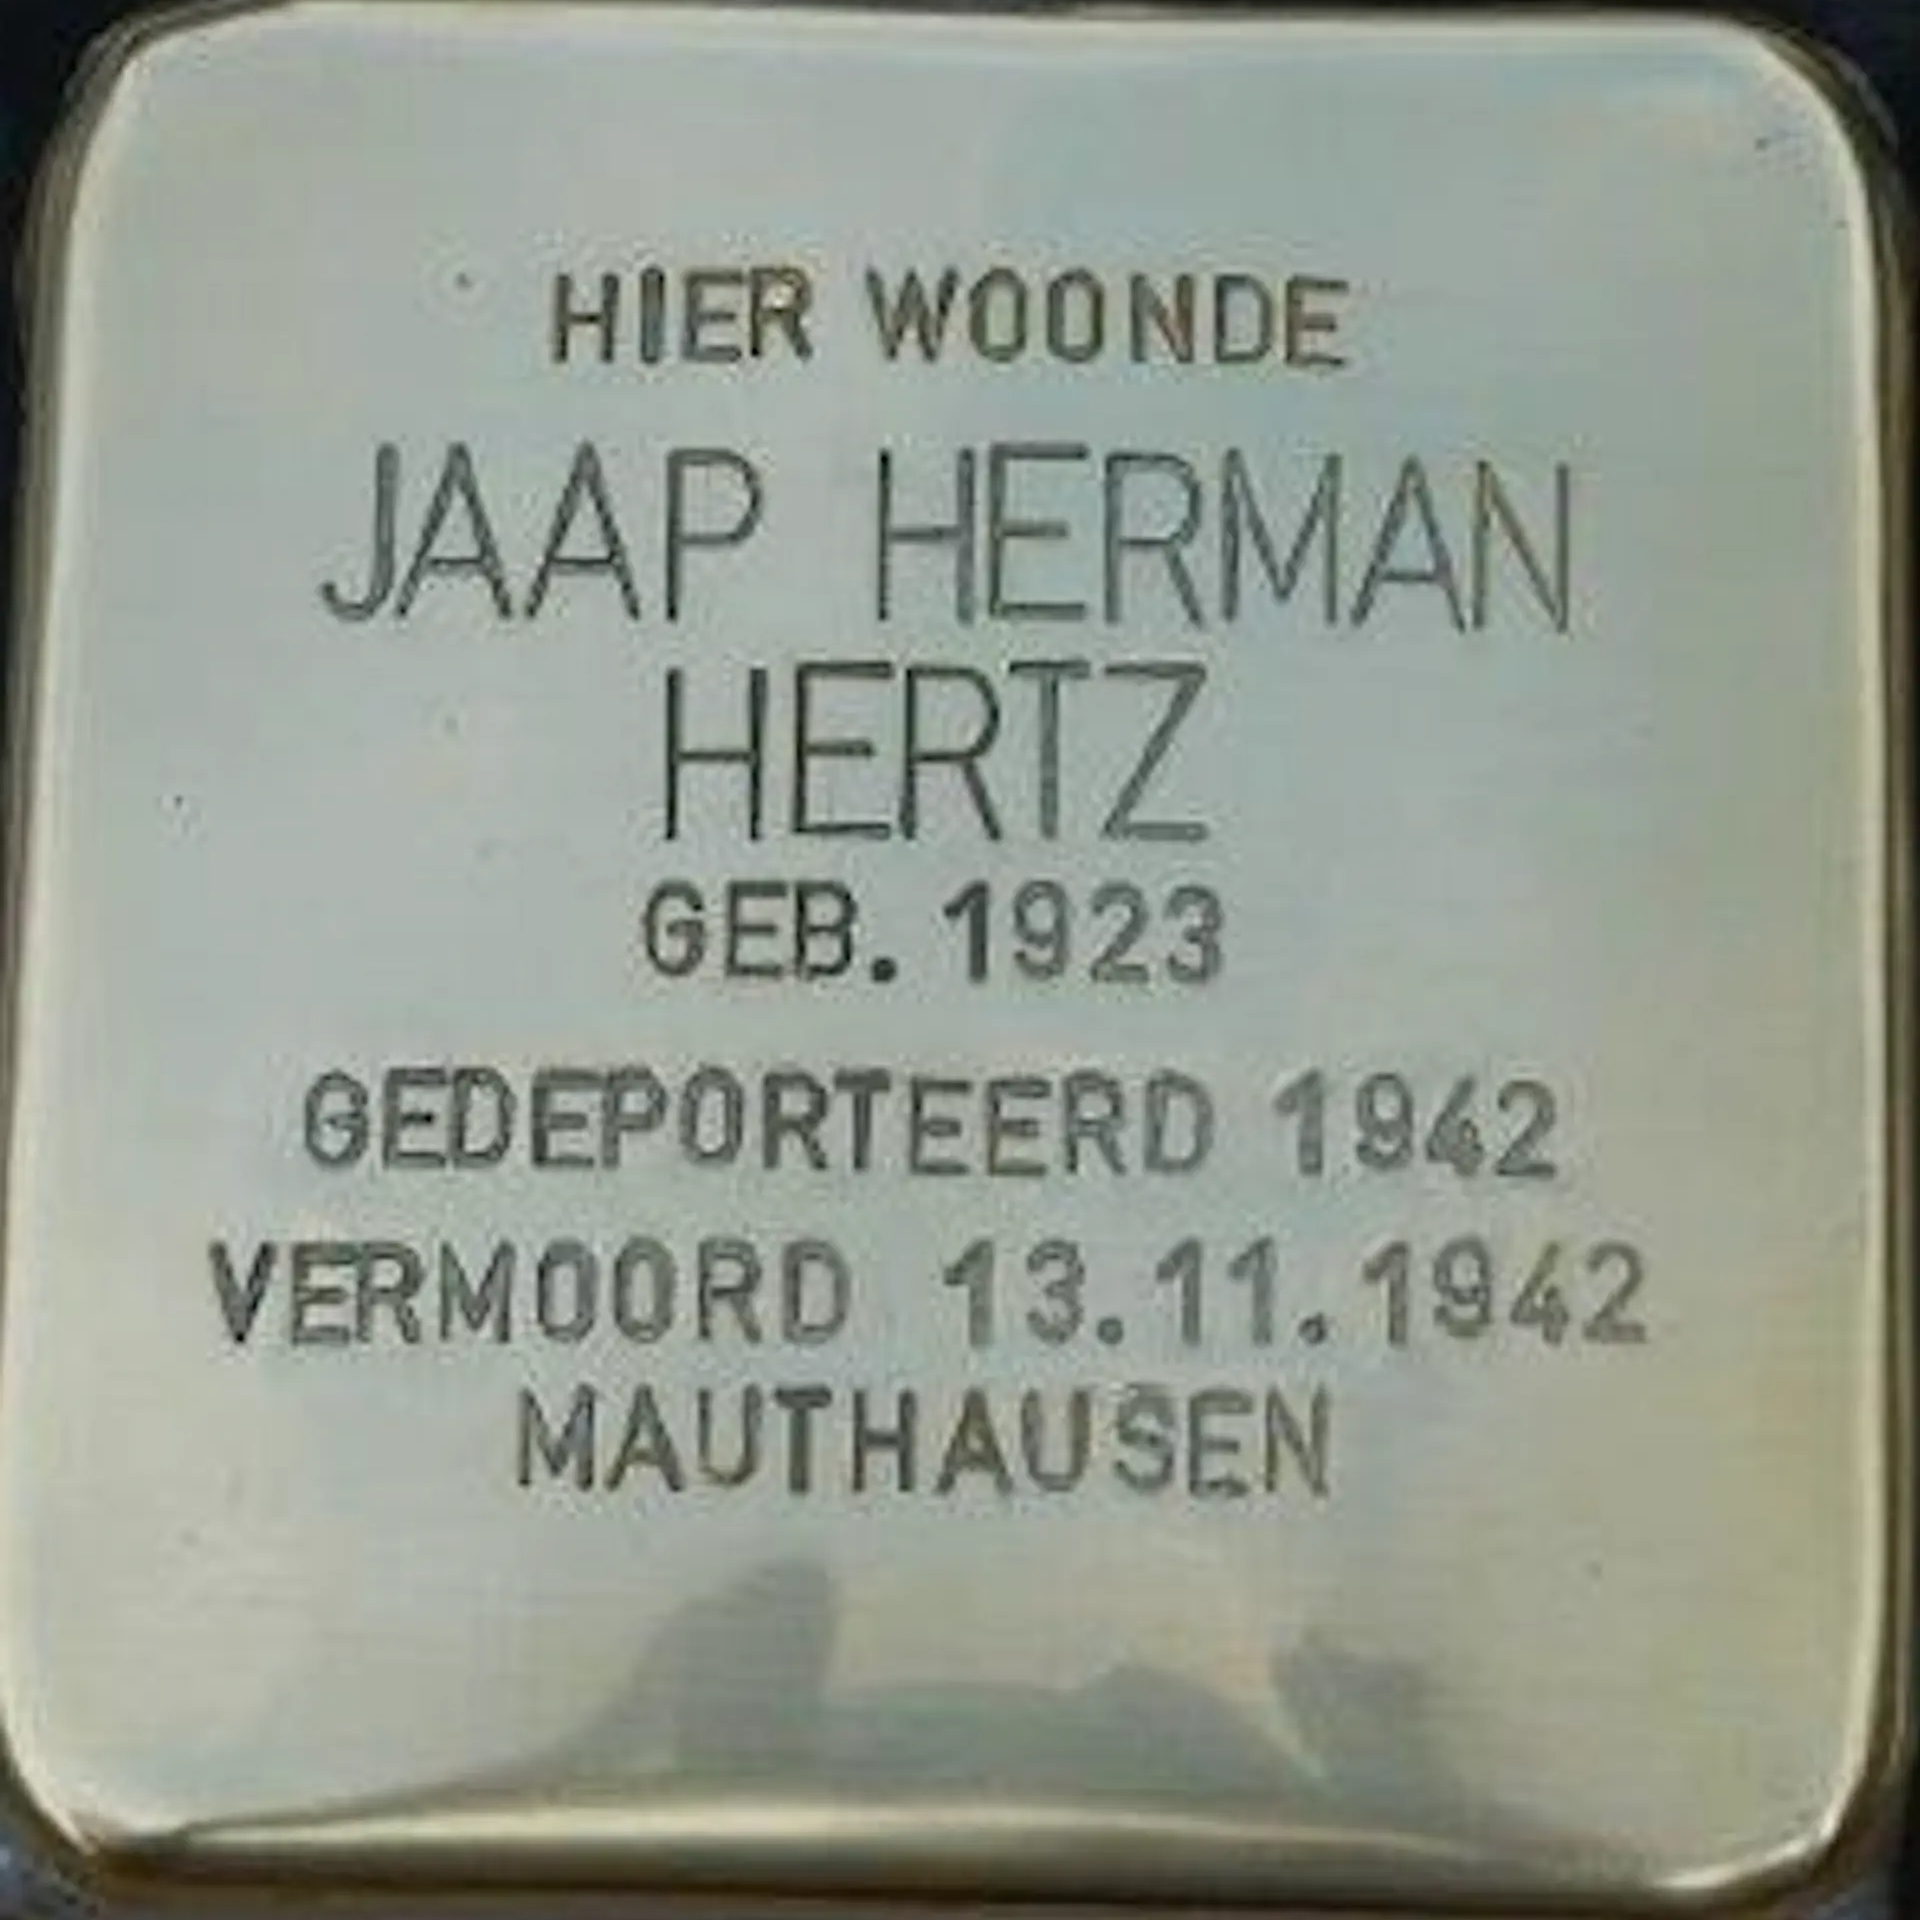 HIER WOONDE
JAAP HERMAN
HERTZ
GEB. 1923
GEDEPORTEERD 1942
VERMOORD 13.11.1942
MAUTHAUSEN